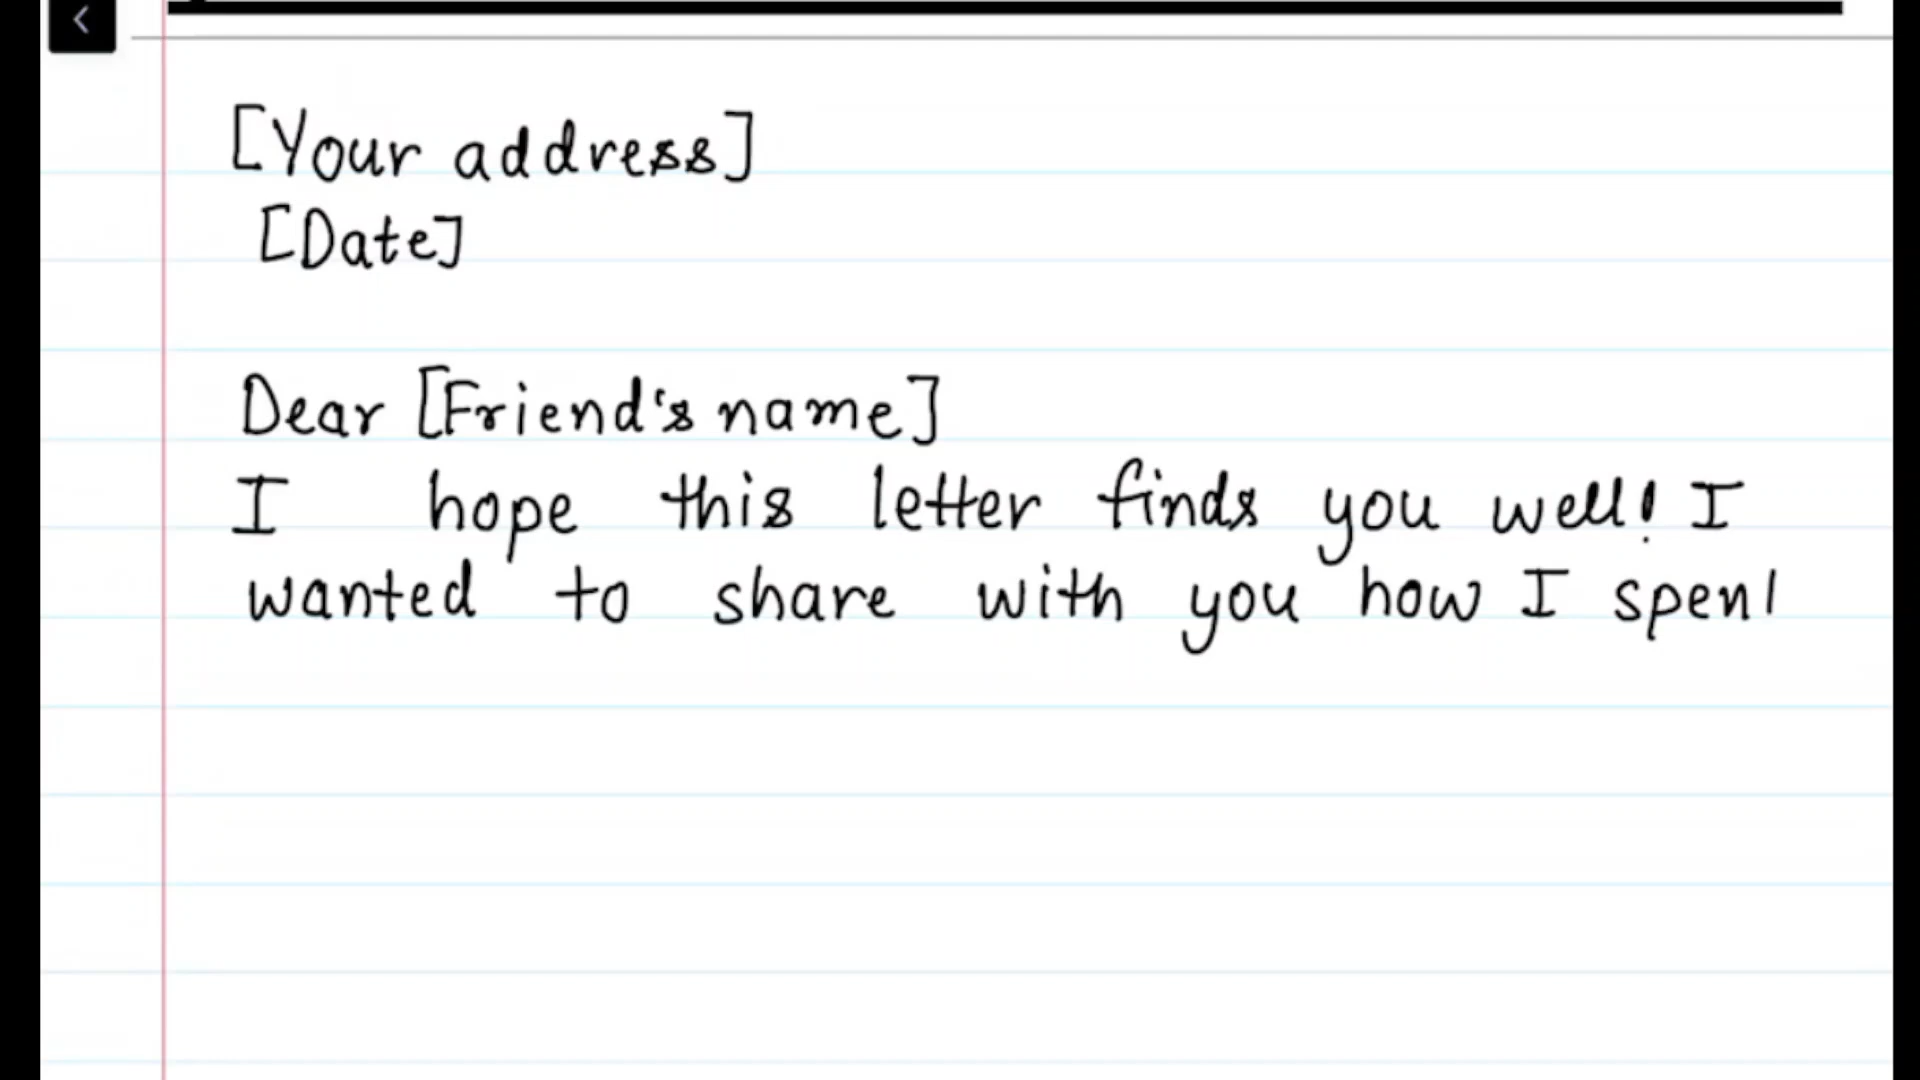 [Your address]
[Date]
Dear [Friend's name]
I hope this letter finds you well! I
wanted to share with you how I spen